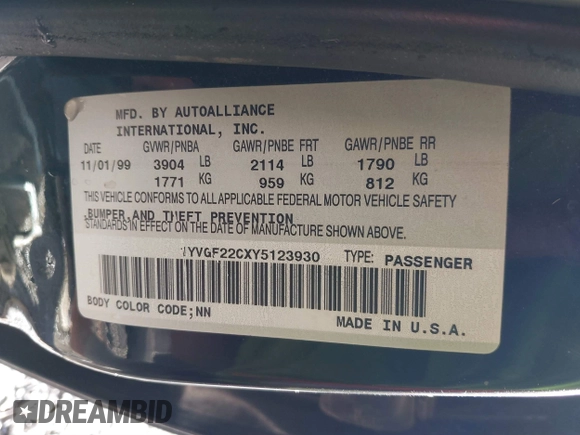 MFD. BY AUTOALLIANCE
INTERNATIONAL, INC.
DATE GVWR/PNBA GAWR/PNBE FRT GAWR/PNBE RR
11/01/99 3904 LB 2114 LB 1790 LB
1771 KG 959 KG 812 KG
THIS VEHICLE CONFORMS TO ALL APPLICABLE FEDERAL MOTOR VEHICLE SAFETY
,BUMPER,AND THEFT PREVENTION
STANDARDS IN EFFECT ON THE DATE OF MANUFACTURE SHOWN ABOVE.
1YVGF22CXY5123930 TYPE: PASSENGER
BODY COLOR CODE;NN MADE IN U.S.A.
DREAMBID